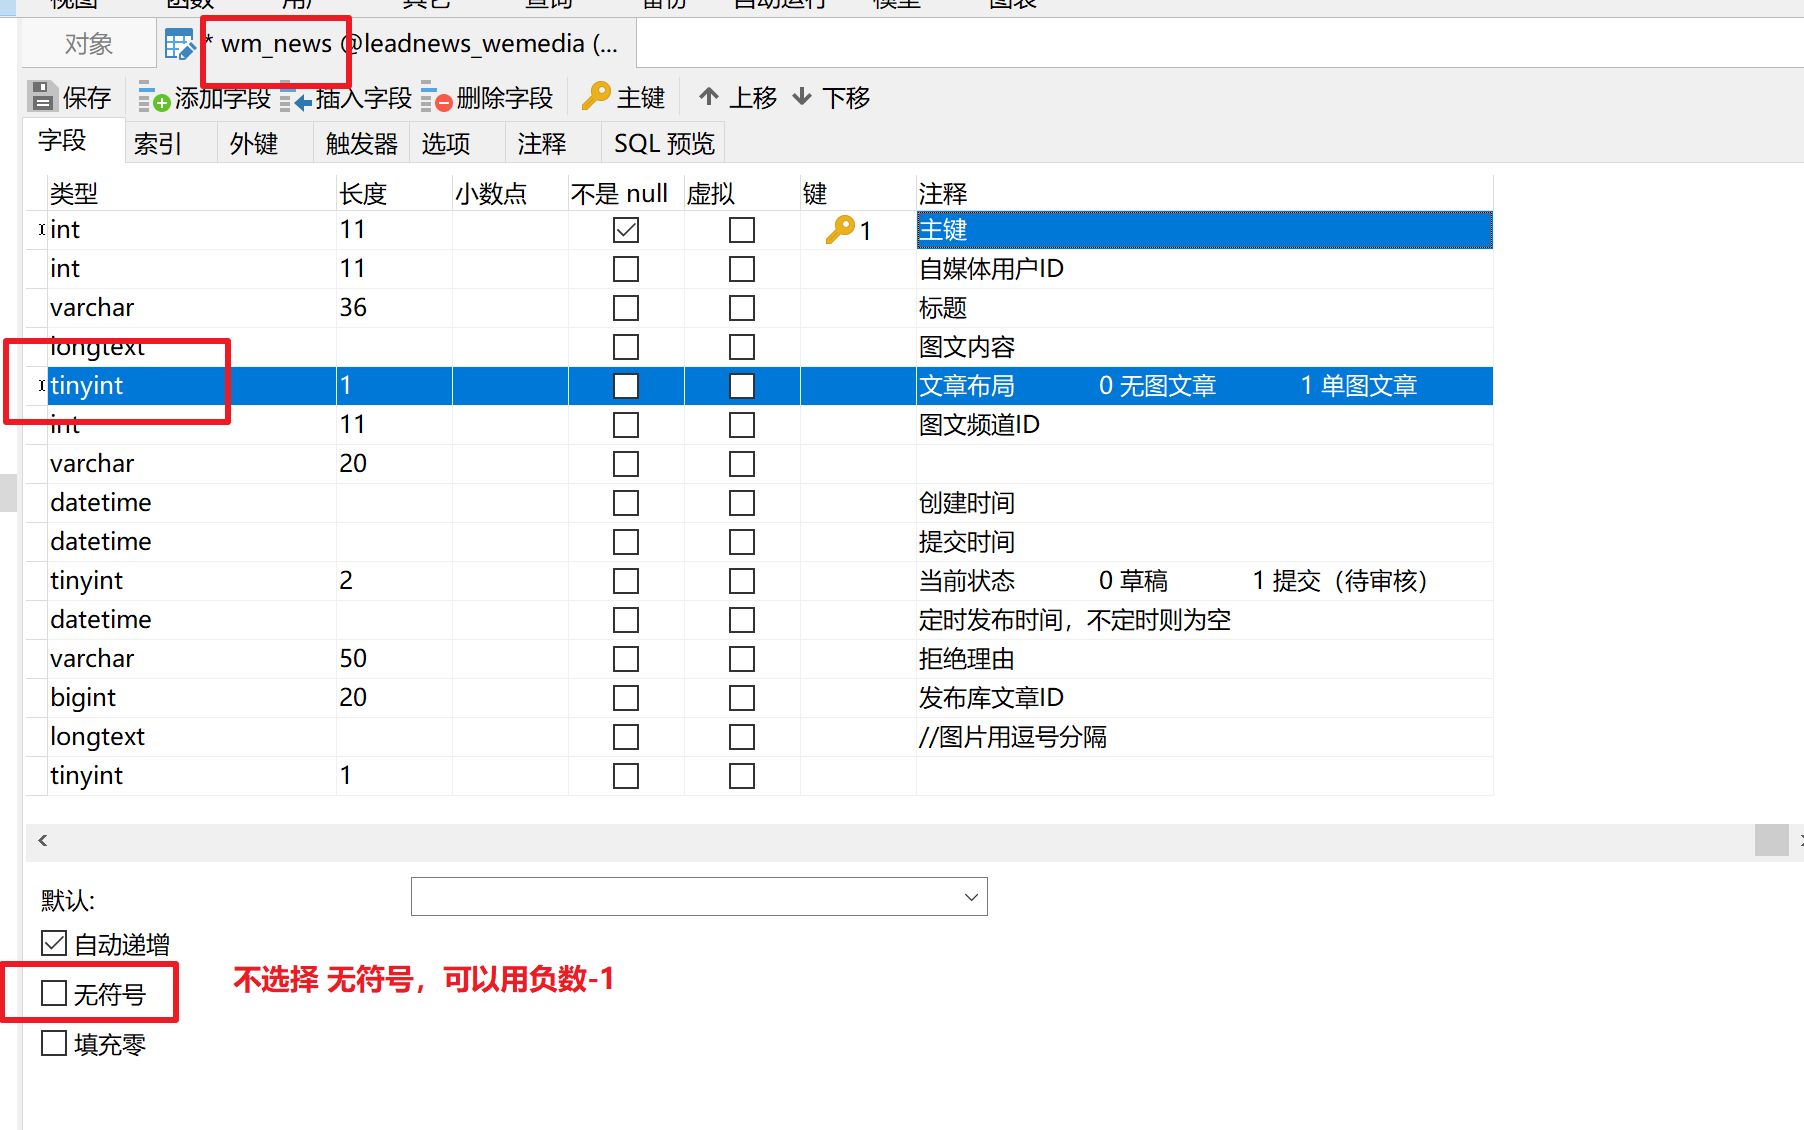 视图 函数 用户 其它 查询 备份 自动运行 模型 图表
对象 * wm_news @leadnews_wemedia (...
保存 添加字段 插入字段 删除字段 主键 上移 下移
字段 索引 外键 触发器 选项 注释 SQL 预览
类型 长度 小数点 不是 null 虚拟 键 注释
int 11 1 主键
int 11 自媒体用户ID
varchar 36 标题
longtext 图文内容
tinyint 1 文章布局 0 无图文章 1 单图文章
int 11 图文频道ID
varchar 20
datetime 创建时间
datetime 提交时间
tinyint 2 当前状态 0 草稿 1 提交（待审核）
datetime 定时发布时间，不定时则为空
varchar 50 拒绝理由
bigint 20 发布库文章ID
longtext //图片用逗号分隔
tinyint 1
默认:
自动递增
无符号 不选择 无符号，可以用负数-1
填充零